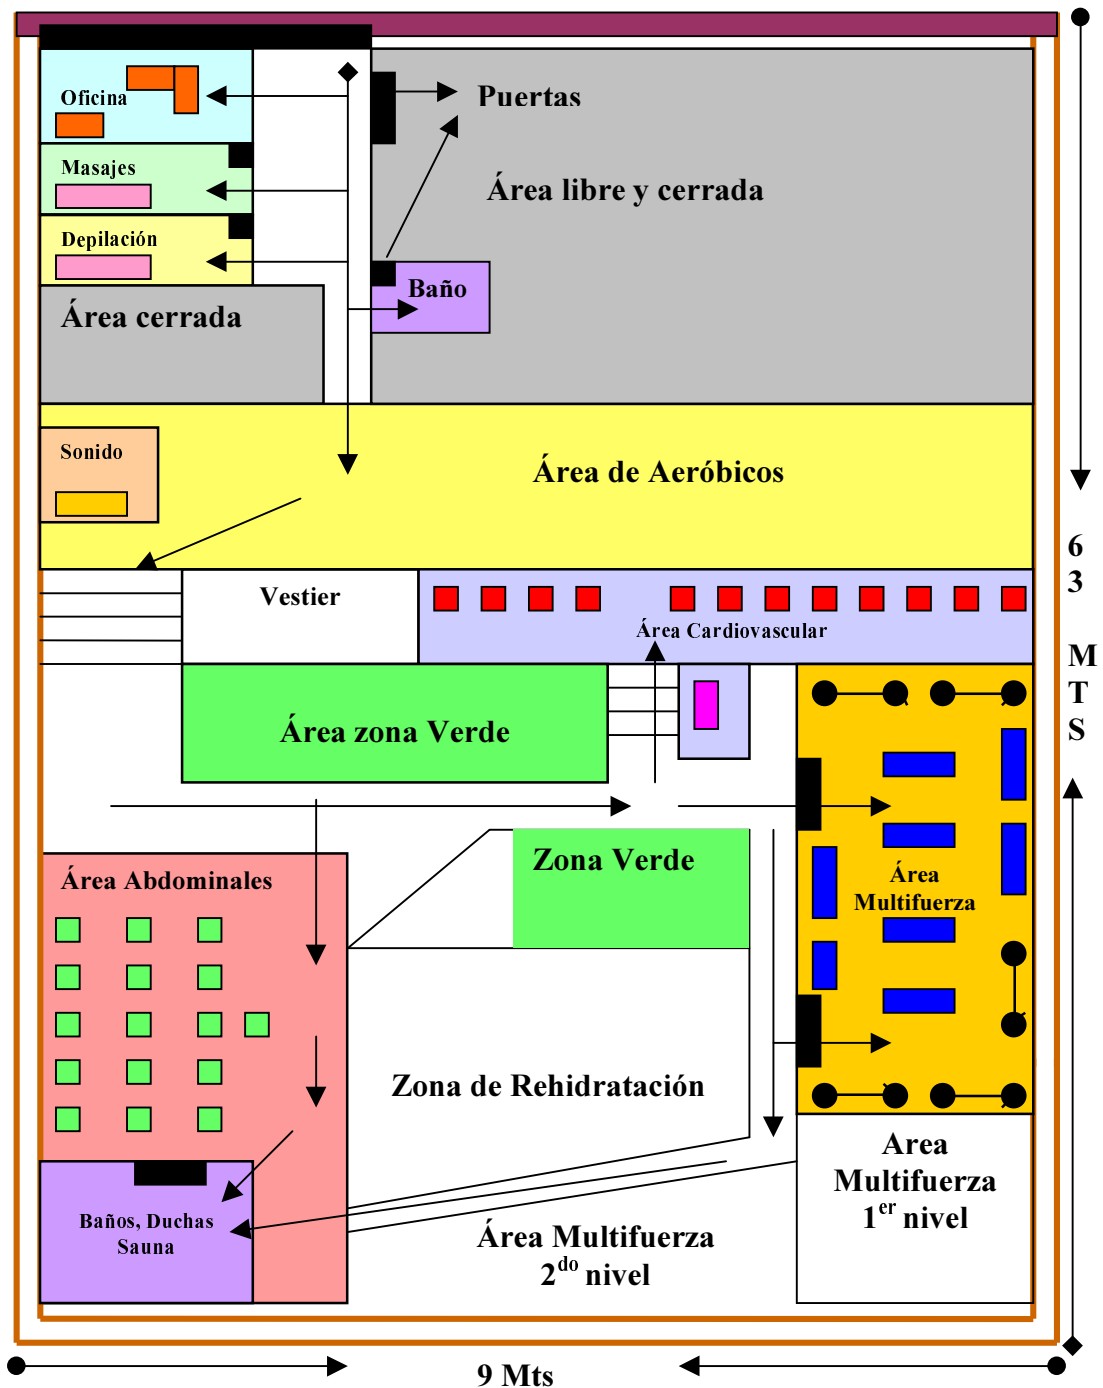 Oficina
Puertas
Masajes
Área libre y cerrada
Depilación
Baño
Área cerrada
Sonido
Área de Aeróbicos
63 MTS
Vestier
Área Cardiovascular
Área zona Verde
Zona Verde
Área Abdominales
Área
Multifuerza
Zona de Rehidratación
Area
Multifuerza
1er nivel
Baños, Duchas
Sauna
Área Multifuerza
2do nivel
9 Mts